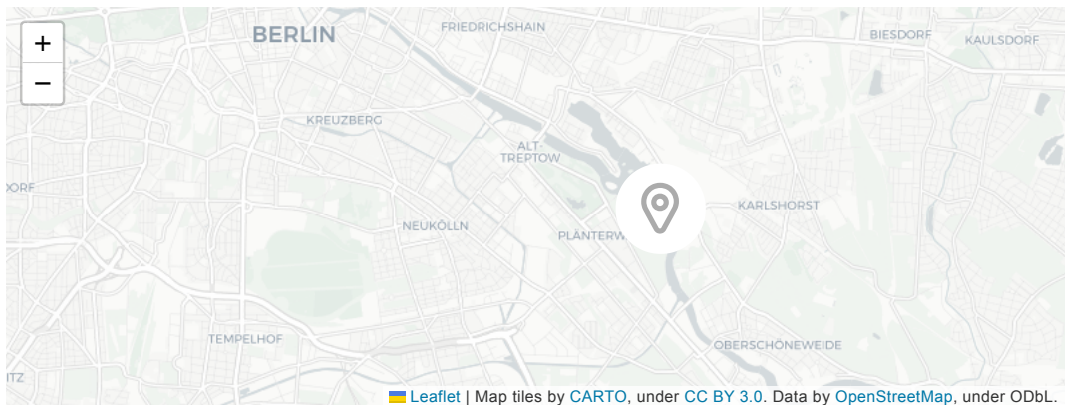 +
−
BERLIN
FRIEDRICHSHAIN
BIESDORF
KAULSDORF
KREUZBERG
ALT-
TREPTOW
KARLSHORST
NEUKÖLLN
TEMPELHOF
OBERSCHÖNEWEIDE
Leaflet | Map tiles by CARTO, under CC BY 3.0. Data by OpenStreetMap, under ODbL.